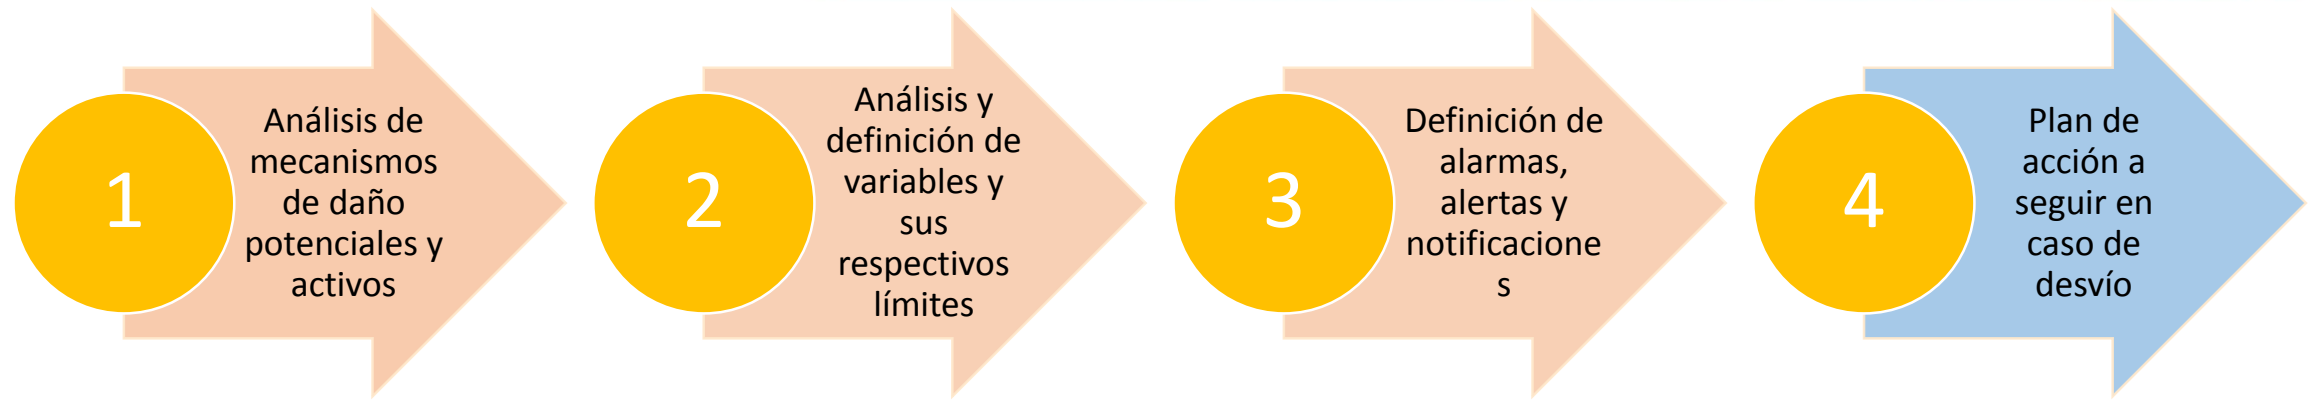 1
Análisis de
mecanismos
de daño
potenciales y
activos
2
Análisis y
definición de
variables y
sus
respectivos
límites
3
Definición de
alarmas,
alertas y
notificacione
s
4
Plan de
acción a
seguir en
caso de
desvío